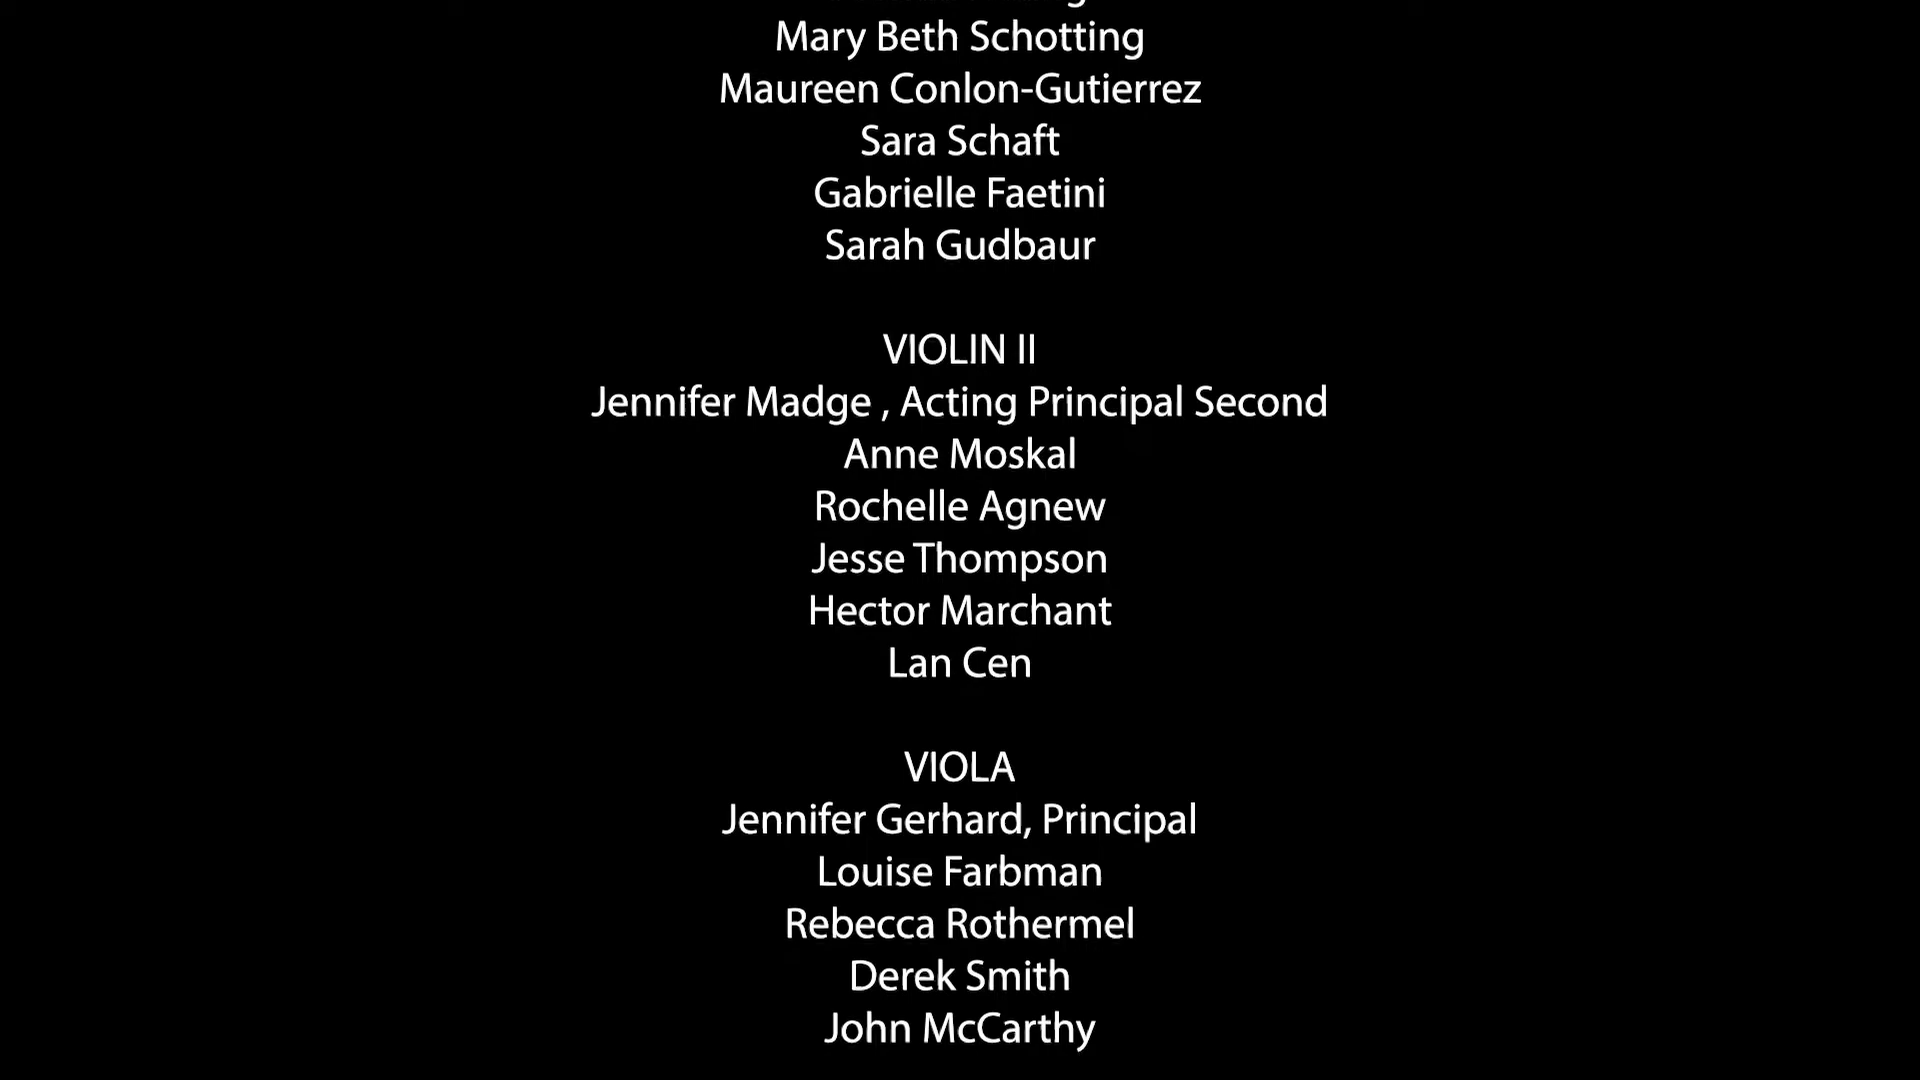 Mary Beth Schotting
Maureen Conlon-Gutierrez
Sara Schaft
Gabrielle Faetini
Sarah Gudbaur
VIOLIN II
Jennifer Madge , Acting Principal Second
Anne Moskal
Rochelle Agnew
Jesse Thompson
Hector Marchant
Lan Cen
VIOLA
Jennifer Gerhard, Principal
Louise Farbman
Rebecca Rothermel
Derek Smith
John McCarthy